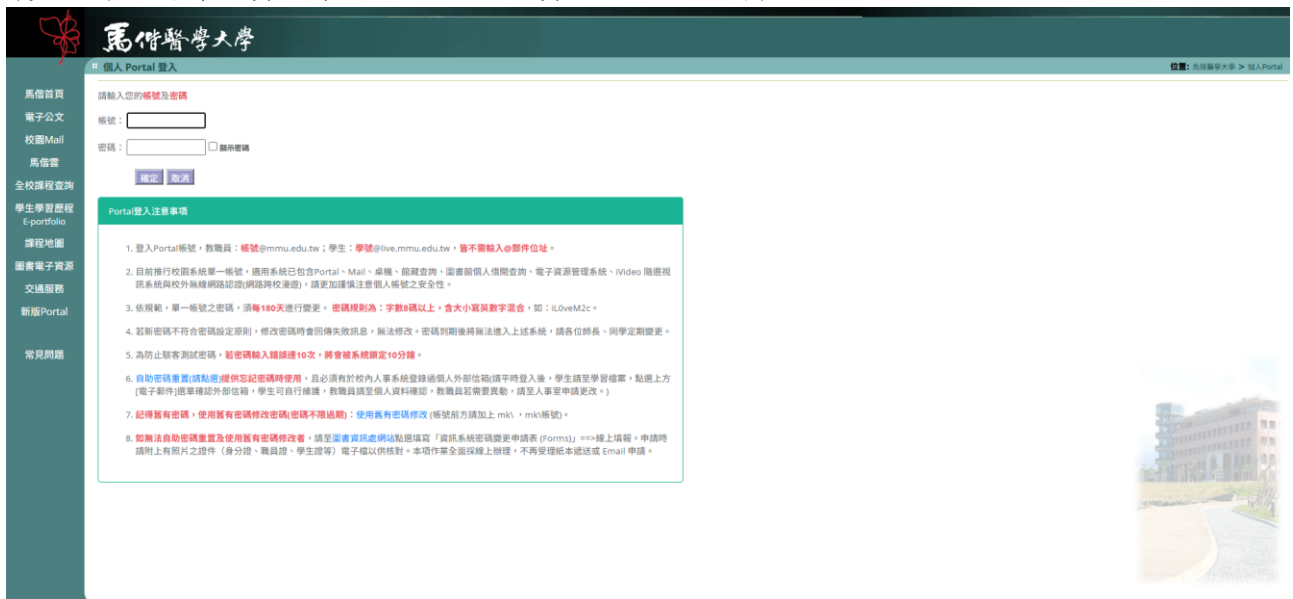 馬偕醫學大學
個人 Portal 登入
位置: 馬偕醫學大學 > 個人Portal
馬偕首頁
電子公文
校園Mail
馬偕雲
全校課程查詢
學生學習歷程
E-portfolio
課程地圖
圖書電子資源
交通服務
新版Portal
常見問題
請輸入您的帳號及密碼
帳號：
密碼： 顯示密碼
確定 取消
Portal登入注意事項
1. 登入Portal帳號，教職員：帳號@mmu.edu.tw；學生：學號@live.mmu.edu.tw，皆不需輸入@郵件位址。
2. 目前推行校園系統單一帳號，適用系統已包含Portal、Mail、桌機、館藏查詢、圖書館個人借閱查詢、電子資源管理系統、iVideo 隨選視
訊系統與校外無線網路認證(網路跨校漫遊)，請更加謹慎注意個人帳號之安全性。
3. 依規範，單一帳號之密碼，須每180天進行變更。 密碼規則為：字數8碼以上，含大小寫英數字混合，如：iL0veM2c。
4. 若新密碼不符合密碼設定原則，修改密碼時會回傳失敗訊息，無法修改。密碼到期後將無法進入上述系統，請各位師長、同學定期變更。
5. 為防止駭客測試密碼，若密碼輸入錯誤達10次，將會被系統鎖定10分鐘。
6. 自助密碼重置(請點選)提供忘記密碼時使用，且必須有於校內人事系統登錄過個人外部信箱(請平時登入後，學生請至學習檔案，點選上方
[電子郵件]選單確認外部信箱，學生可自行維護，教職員請至個人資料確認，教職員若需要異動，請至人事室申請更改。)
7. 記得舊有密碼，使用舊有密碼修改密碼(密碼不限過期)：使用舊有密碼修改 (帳號前方請加上 mk\ ，mk\帳號)。
8. 如無法自助密碼重置及使用舊有密碼修改者，請至圖書資訊處網站點選填寫「資訊系統密碼變更申請表 (Forms)」==>線上填報。申請時
請附上有照片之證件（身分證、職員證、學生證等）電子檔以供核對。本項作業全面採線上辦理，不再受理紙本遞送或 Email 申請。